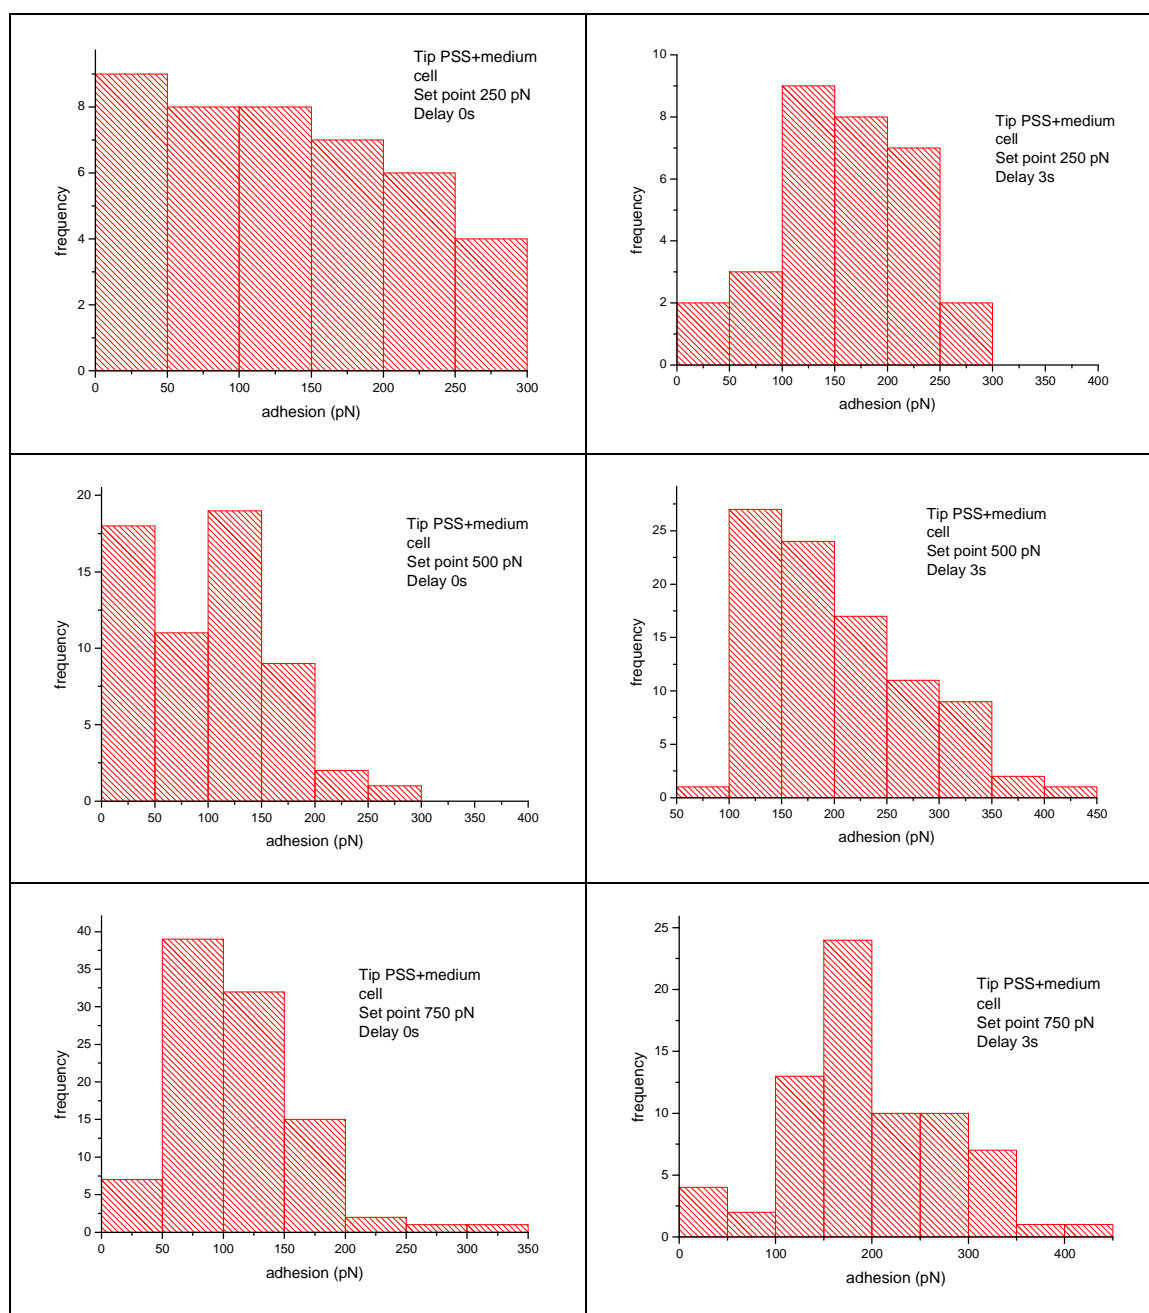 Tip PSS+medium
cell
Set point 250 pN
Delay 0s
8
6
4
2
0
frequency
0 50 100 150 200 250 300
adhesion (pN)
Tip PSS+medium
cell
Set point 250 pN
Delay 3s
10
8
6
4
2
0
frequency
0 50 100 150 200 250 300 350 400
adhesion (pN)
Tip PSS+medium
cell
Set point 500 pN
Delay 0s
20
15
10
5
0
frequency
0 50 100 150 200 250 300 350 400
adhesion (pN)
Tip PSS+medium
cell
Set point 500 pN
Delay 3s
25
20
15
10
5
0
frequency
50 100 150 200 250 300 350 400 450
adhesion (pN)
Tip PSS+medium
cell
Set point 750 pN
Delay 0s
40
35
30
25
20
15
10
5
0
frequency
0 50 100 150 200 250 300 350
adhesion (pN)
Tip PSS+medium
cell
Set point 750 pN
Delay 3s
25
20
15
10
5
0
frequency
0 100 200 300 400
adhesion (pN)